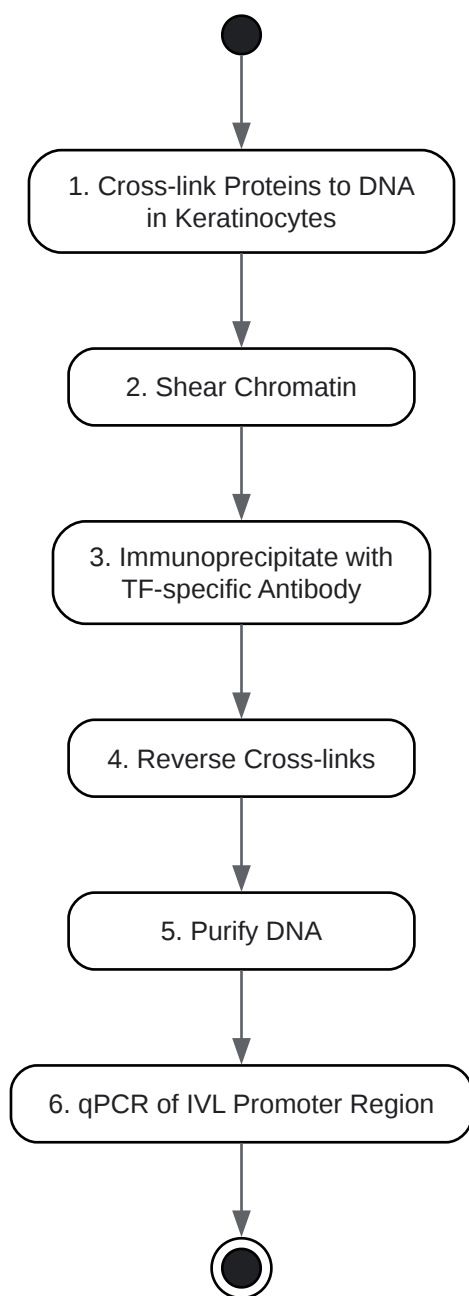 1. Cross-link Proteins to DNA
in Keratinocytes
2. Shear Chromatin
3. Immunoprecipitate with
TF-specific Antibody
4. Reverse Cross-links
5. Purify DNA
6. qPCR of IVL Promoter Region